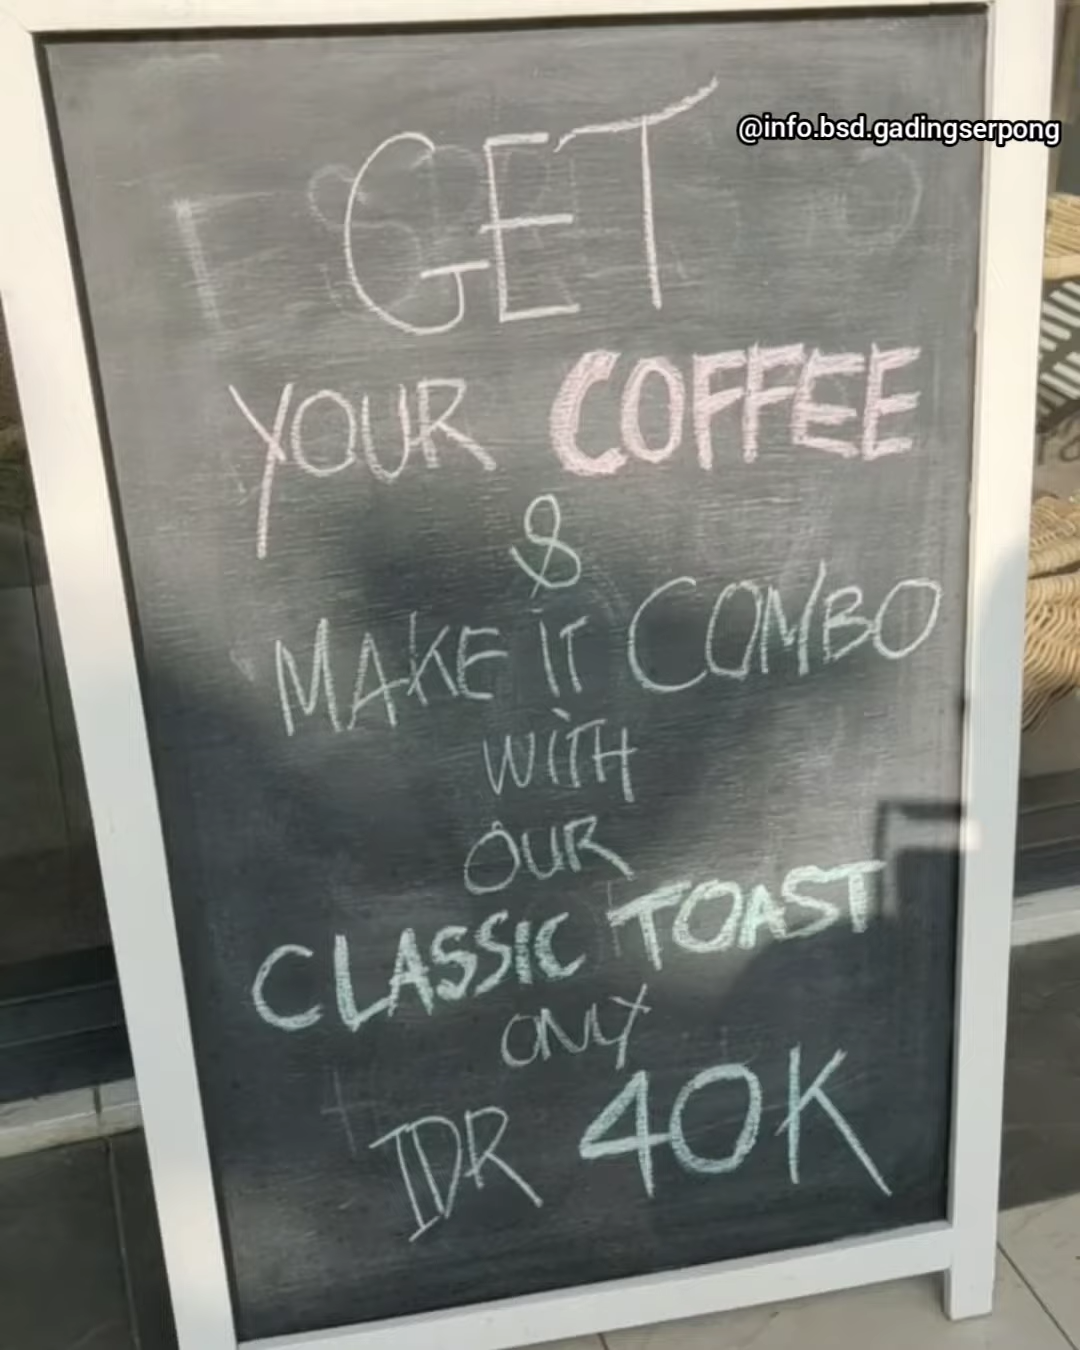 @info.bsd.gadingserpong
GET
YOUR COFFEE
&
MAKE IT COMBO
WITH
OUR
CLASSIC TOAST
ONLY
IDR 40K